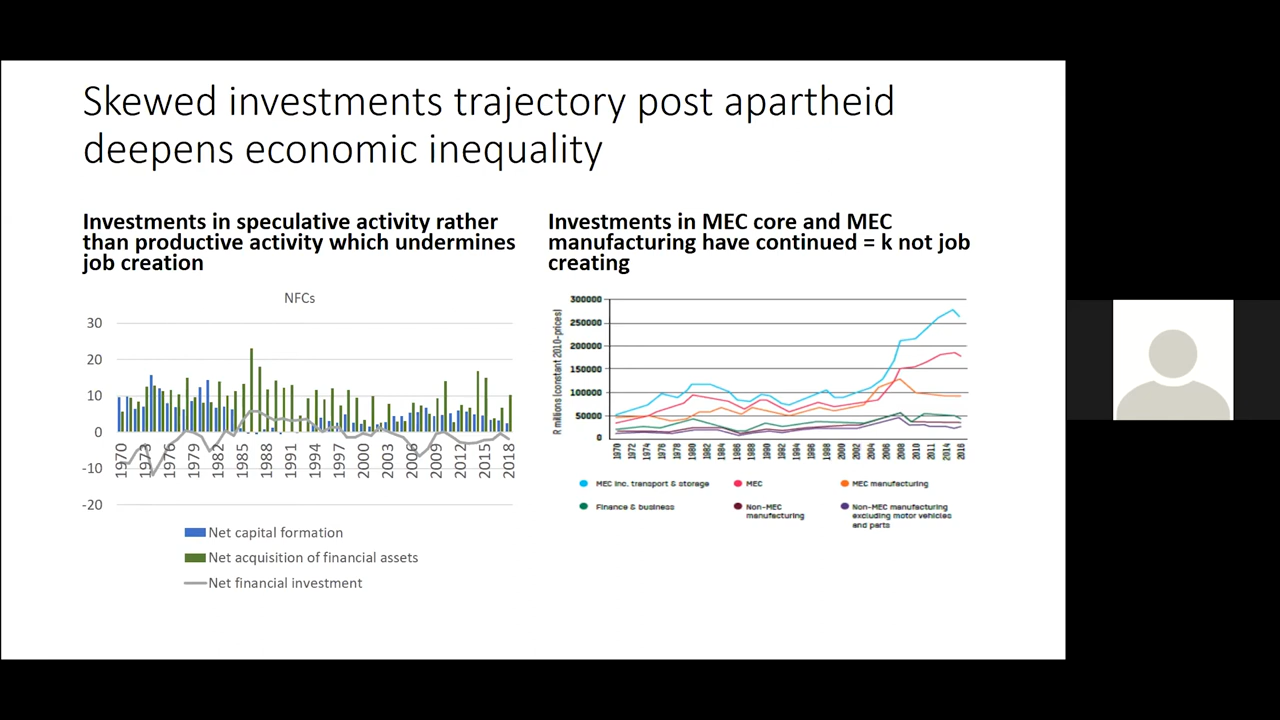 Skewed investments trajectory post apartheid
deepens economic inequality
Investments in speculative activity rather
than productive activity which undermines
job creation
NFCs
30
20
10
0
-10
-20
1970
1973
1976
1979
1982
1985
1988
1991
1994
1997
2000
2003
2006
2009
2012
2015
2018
Net capital formation
Net acquisition of financial assets
Net financial investment
Investments in MEC core and MEC
manufacturing have continued = k not job
creating
R millions (constant 2010-prices)
300000
250000
200000
150000
100000
50000
0
1970
1972
1974
1976
1978
1980
1982
1984
1986
1988
1990
1992
1994
1996
1998
2000
2002
2004
2006
2008
2010
2011
2014
2016
MEC inc. transport & storage
MEC
MEC manufacturing
Finance & business
Non-MEC
manufacturing
Non-MEC manufacturing
excluding motor vehicles
and parts